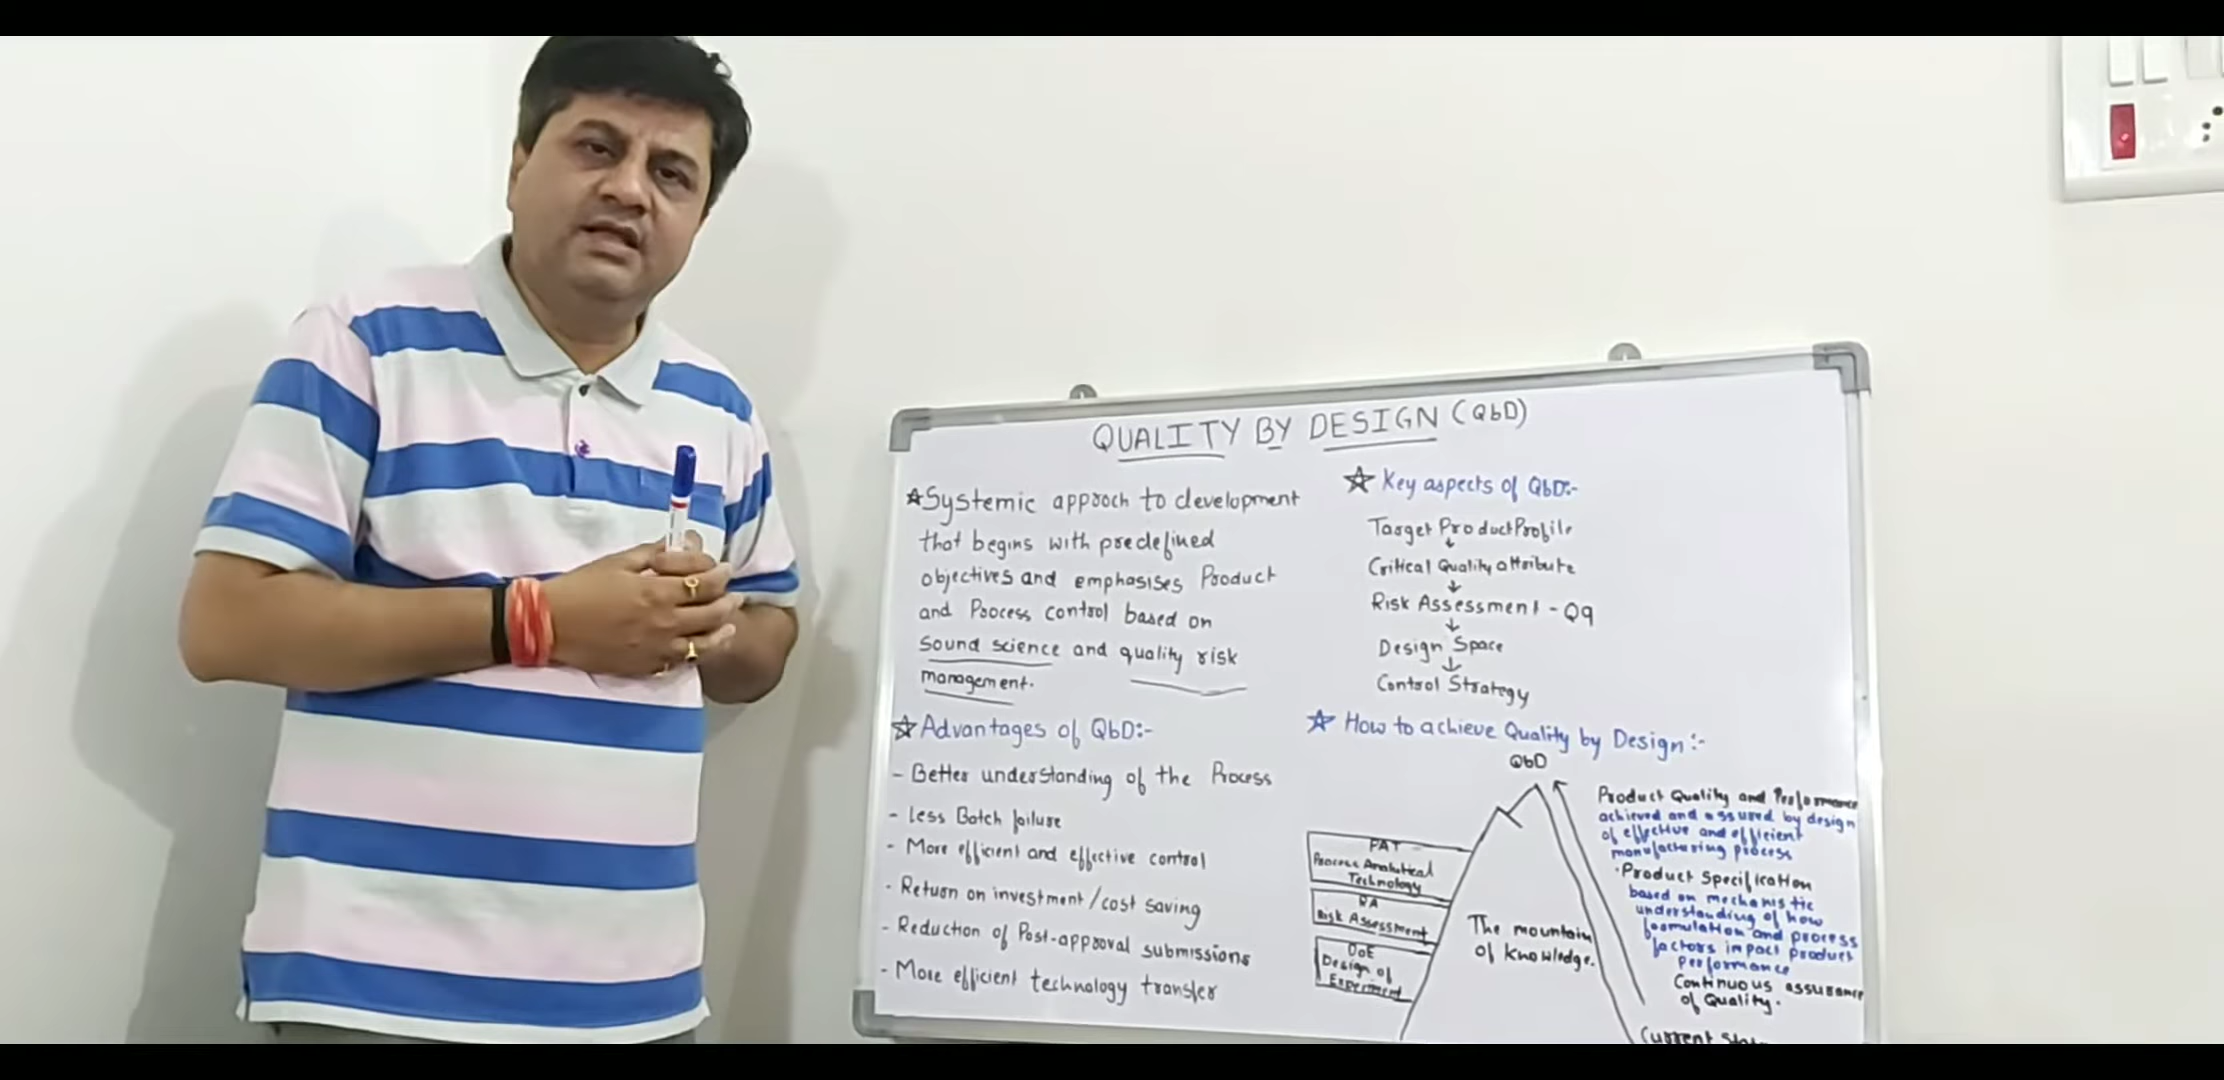 QUALITY BY DESIGN (QbD)
Systemic approch to development
that begins with predefined
objectives and emphasises Product
and Process control based on
sound science and quality risk
management.
Advantages of QbD:-
- Better understanding of the Process
- Less Batch failure
- More efficient and effective control
- Return on investment/cost saving
- Reduction of Post-approval submissions
- More efficient technology transfer
Key aspects of QbD:-
Target Product Profile
Critical Quality attribute
Risk Assessment - Q9
Design Space
Control Strategy
How to achieve Quality by Design:-
QbD
PAT
Process Analytical
Technology
RA
Risk Assessment
DoE
Design of
Experiment
The mountain
of knowledge.
Product Quality and Performance
achieved and assured by design
of effective and efficient
manufacturing process
• Product Specification
based on mechanistic
understanding of how
formulation and process
factors impact product
performance
Continuous assurance
of Quality.
Current